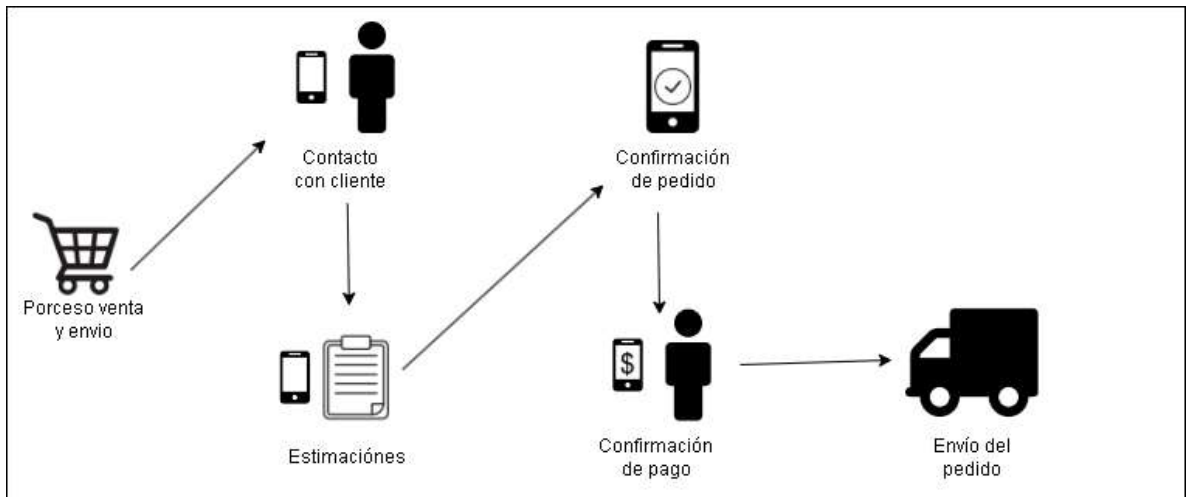 Contacto
con cliente
Confirmación
de pedido
Porceso venta
y envio
$
Estimaciónes
Confirmación
de pago
Envío del
pedido